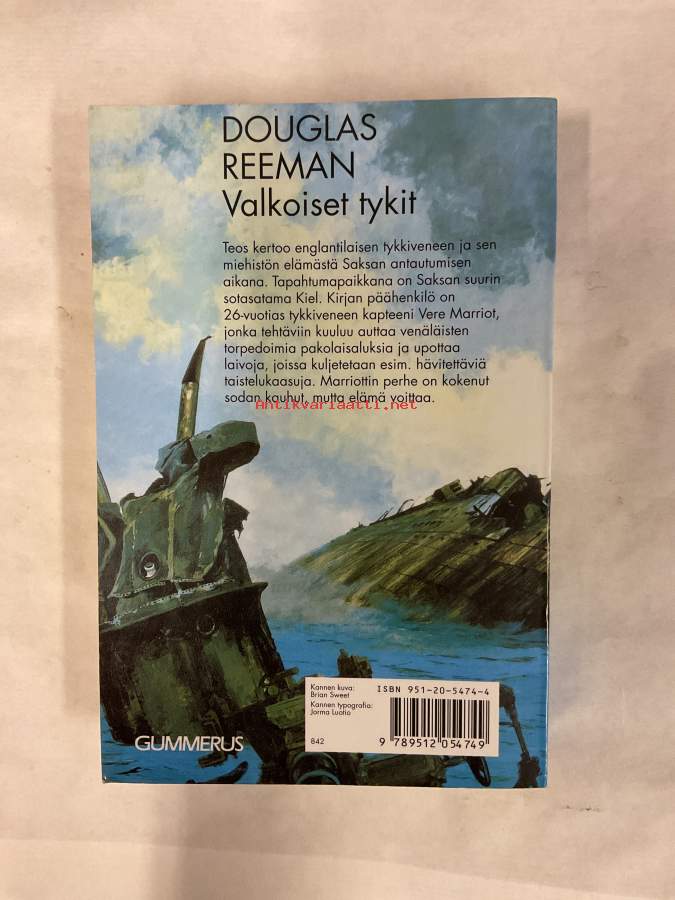 DOUGLAS
REEMAN
Valkoiset tykit
Teos kertoo englantilaisen tykkiveneen ja sen
miehistön elämästä Saksan antautumisen
aikana. Tapahtumapaikkana on Saksan suurin
sotasatama Kiel. Kirjan päähenkilö on
26-vuotias tykkiveneen kapteeni Vere Marriot,
jonka tehtäviin kuuluu auttaa venäläisten
torpedoimia pakolaisaluksia ja upottaa
laivoja, joissa kuljetetaan esim. hävitettäviä
taistelukaasuja. Marriottin perhe on kokenut
sodan kauhut, mutta elämä voittaa.
Antikvariaatti.net
Kannen kuva:
Brian Sweet
Kannen typografia:
Jorma Luotio
842
ISBN 951-20-5474-4
9 789512 054749
GUMMERUS